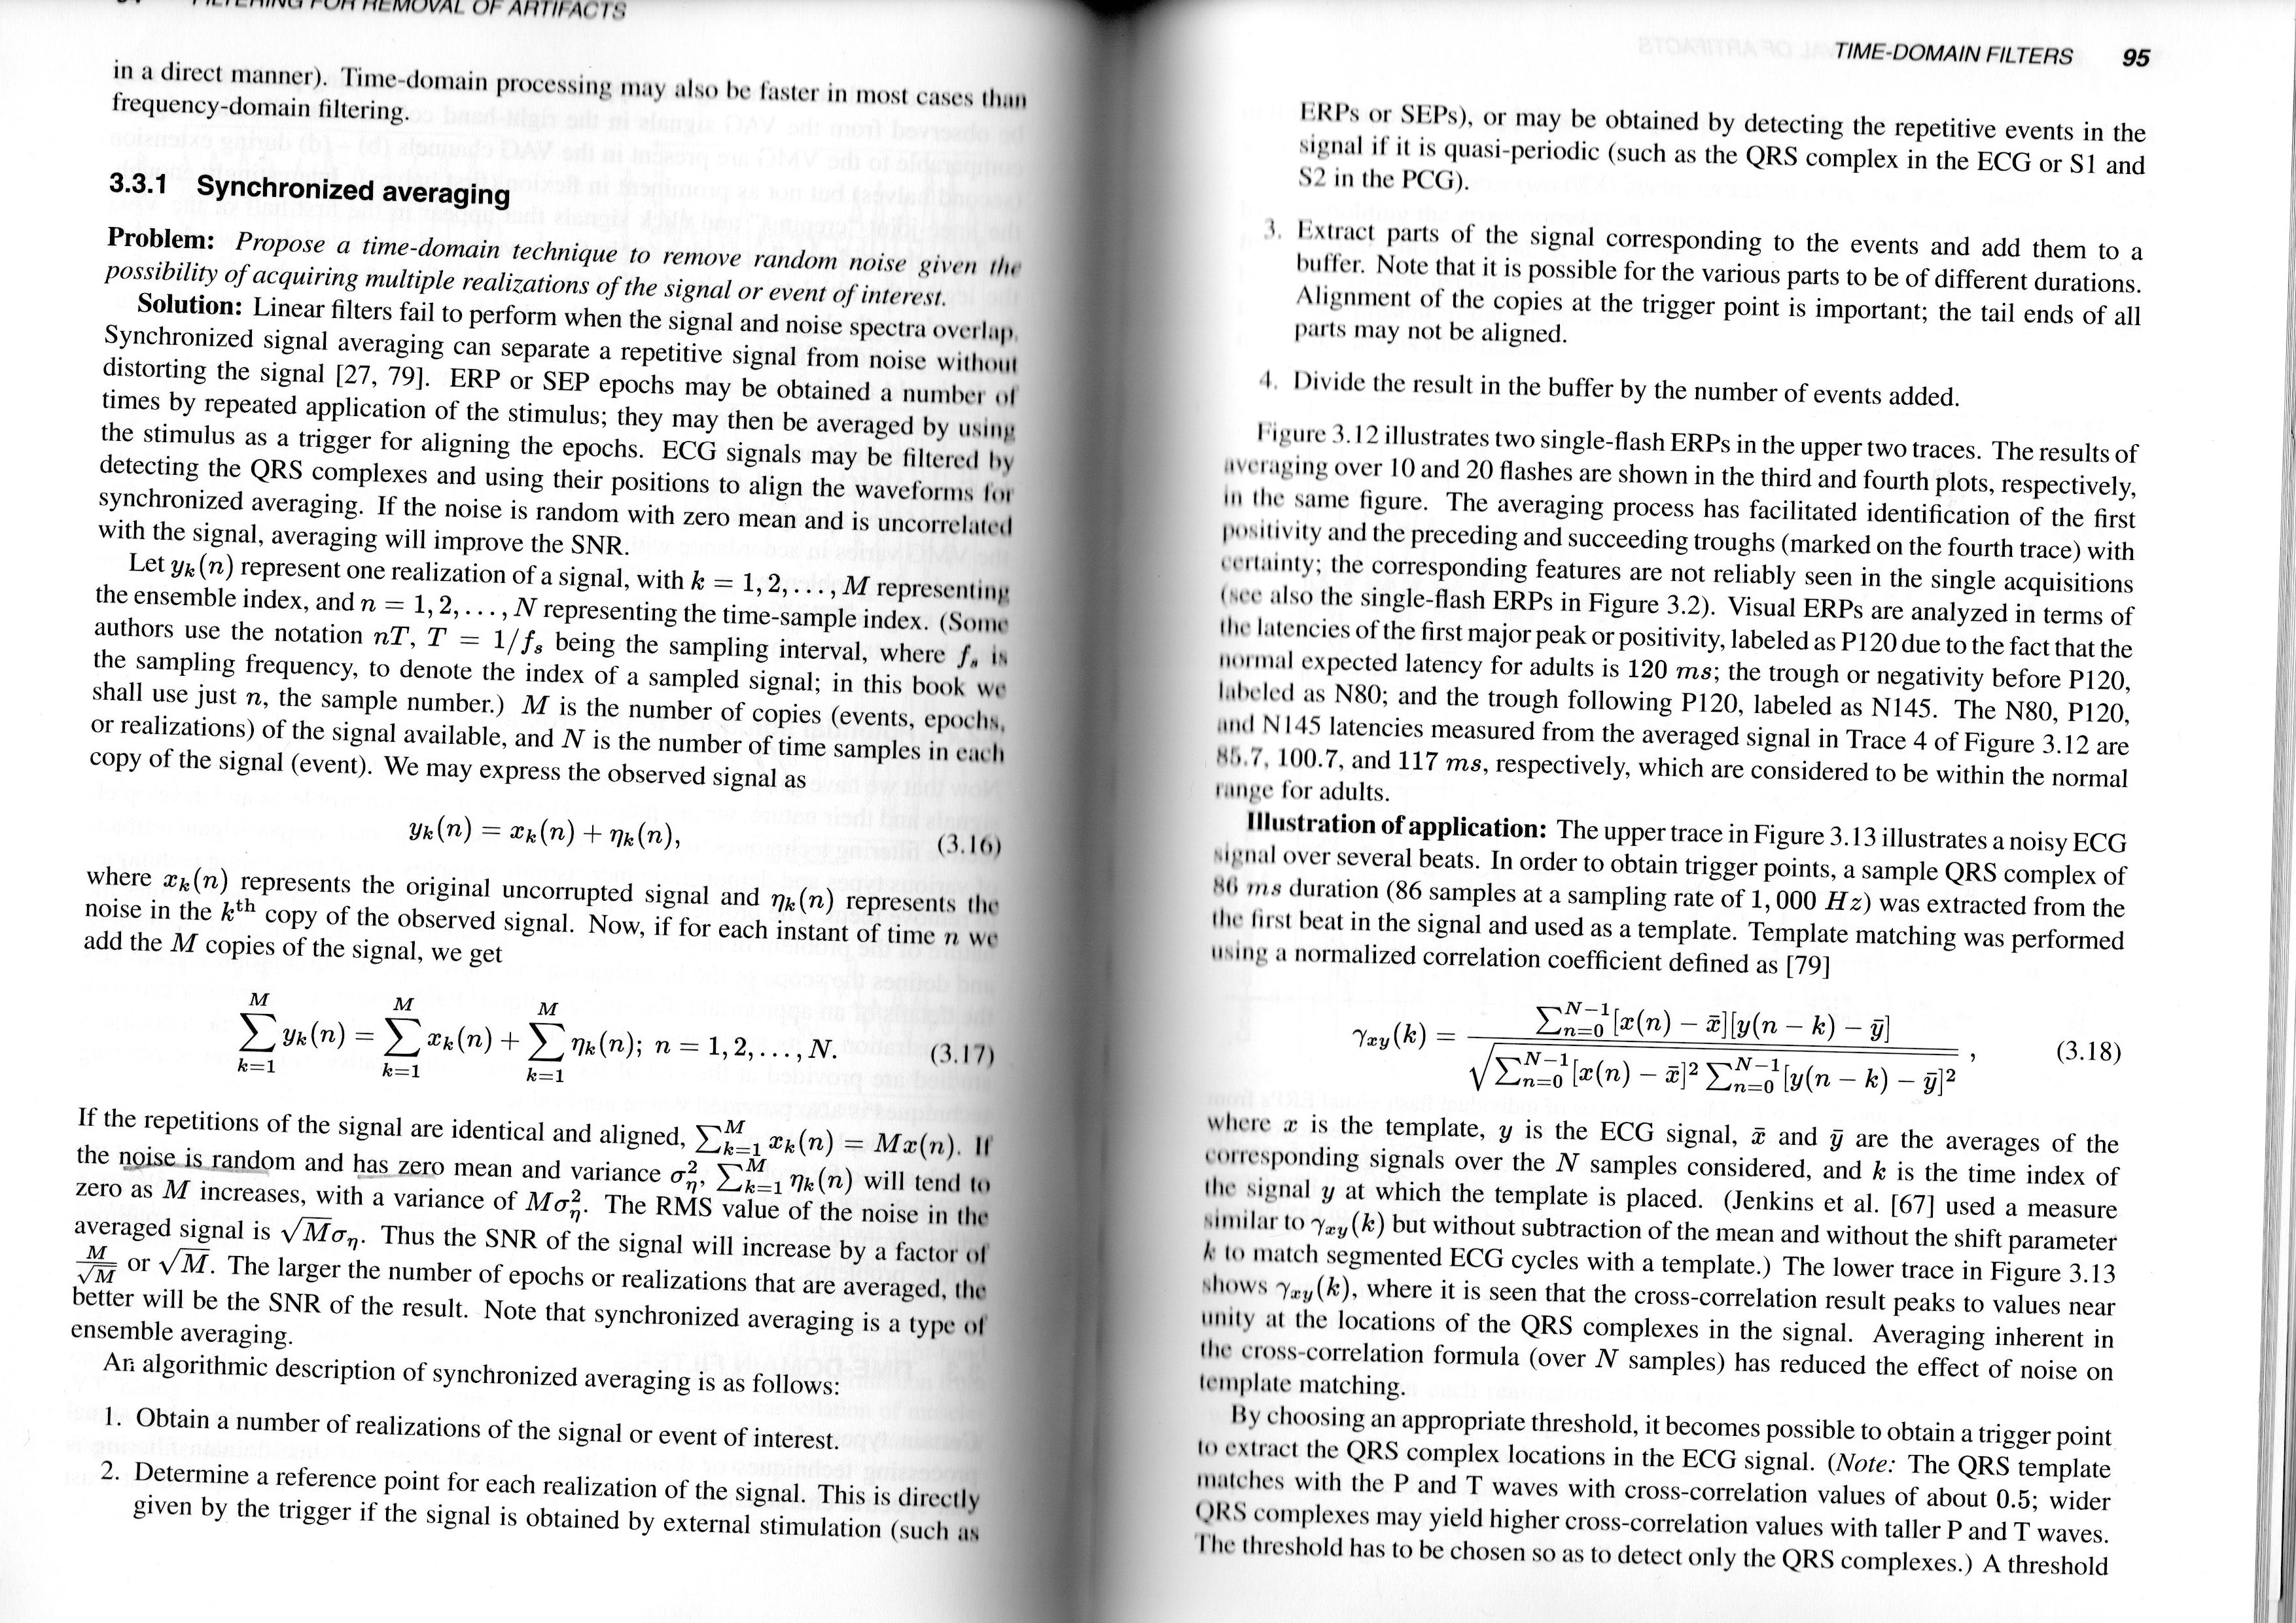 FILTERING FOR REMOVAL OF ARTIFACTS
in a direct manner). Time-domain processing may also be faster in most cases than
frequency-domain filtering.
3.3.1 Synchronized averaging
Problem: Propose a time-domain technique to remove random noise given the
possibility of acquiring multiple realizations of the signal or event of interest.
Solution: Linear filters fail to perform when the signal and noise spectra overlap.
Synchronized signal averaging can separate a repetitive signal from noise without
distorting the signal [27, 79]. ERP or SEP epochs may be obtained a number of
times by repeated application of the stimulus; they may then be averaged by using
the stimulus as a trigger for aligning the epochs. ECG signals may be filtered by
detecting the QRS complexes and using their positions to align the waveforms for
synchronized averaging. If the noise is random with zero mean and is uncorrelated
with the signal, averaging will improve the SNR.
Let yₖ(n) represent one realization of a signal, with k = 1, 2, . . . , M representing
the ensemble index, and n = 1, 2, . . . , N representing the time-sample index. (Some
authors use the notation nT, T = 1/fₛ being the sampling interval, where fₛ is
the sampling frequency, to denote the index of a sampled signal; in this book we
shall use just n, the sample number.) M is the number of copies (events, epochs,
or realizations) of the signal available, and N is the number of time samples in each
copy of the signal (event). We may express the observed signal as
yₖ(n) = xₖ(n) + ηₖ(n), (3.16)
where xₖ(n) represents the original uncorrupted signal and ηₖ(n) represents the
noise in the kᵗʰ copy of the observed signal. Now, if for each instant of time n we
add the M copies of the signal, we get
∑_{k=1}^{M} yₖ(n) = ∑_{k=1}^{M} xₖ(n) + ∑_{k=1}^{M} ηₖ(n); n = 1, 2, . . . , N. (3.17)
If the repetitions of the signal are identical and aligned, ∑_{k=1}^{M} xₖ(n) = Mx(n). If
the noise is random and has zero mean and variance σ_η², ∑_{k=1}^{M} ηₖ(n) will tend to
zero as M increases, with a variance of Mσ_η². The RMS value of the noise in the
averaged signal is √M σ_η. Thus the SNR of the signal will increase by a factor of
M/√M or √M. The larger the number of epochs or realizations that are averaged, the
better will be the SNR of the result. Note that synchronized averaging is a type of
ensemble averaging.
An algorithmic description of synchronized averaging is as follows:
1. Obtain a number of realizations of the signal or event of interest.
2. Determine a reference point for each realization of the signal. This is directly
given by the trigger if the signal is obtained by external stimulation (such as
TIME-DOMAIN FILTERS 95
ERPs or SEPs), or may be obtained by detecting the repetitive events in the
signal if it is quasi-periodic (such as the QRS complex in the ECG or S1 and
S2 in the PCG).
3. Extract parts of the signal corresponding to the events and add them to a
buffer. Note that it is possible for the various parts to be of different durations.
Alignment of the copies at the trigger point is important; the tail ends of all
parts may not be aligned.
4. Divide the result in the buffer by the number of events added.
Figure 3.12 illustrates two single-flash ERPs in the upper two traces. The results of
averaging over 10 and 20 flashes are shown in the third and fourth plots, respectively,
in the same figure. The averaging process has facilitated identification of the first
positivity and the preceding and succeeding troughs (marked on the fourth trace) with
certainty; the corresponding features are not reliably seen in the single acquisitions
(see also the single-flash ERPs in Figure 3.2). Visual ERPs are analyzed in terms of
the latencies of the first major peak or positivity, labeled as P120 due to the fact that the
normal expected latency for adults is 120 ms; the trough or negativity before P120,
labeled as N80; and the trough following P120, labeled as N145. The N80, P120,
and N145 latencies measured from the averaged signal in Trace 4 of Figure 3.12 are
85.7, 100.7, and 117 ms, respectively, which are considered to be within the normal
range for adults.
Illustration of application: The upper trace in Figure 3.13 illustrates a noisy ECG
signal over several beats. In order to obtain trigger points, a sample QRS complex of
86 ms duration (86 samples at a sampling rate of 1, 000 Hz) was extracted from the
the first beat in the signal and used as a template. Template matching was performed
using a normalized correlation coefficient defined as [79]
γ_{xy}(k) = ∑_{n=0}^{N−1}[x(n) − x̄][y(n − k) − ȳ] / √(∑_{n=0}^{N−1}[x(n) − x̄]² ∑_{n=0}^{N−1}[y(n − k) − ȳ]²) , (3.18)
where x is the template, y is the ECG signal, x̄ and ȳ are the averages of the
corresponding signals over the N samples considered, and k is the time index of
the signal y at which the template is placed. (Jenkins et al. [67] used a measure
similar to γ_{xy}(k) but without subtraction of the mean and without the shift parameter
k to match segmented ECG cycles with a template.) The lower trace in Figure 3.13
shows γ_{xy}(k), where it is seen that the cross-correlation result peaks to values near
unity at the locations of the QRS complexes in the signal. Averaging inherent in
the cross-correlation formula (over N samples) has reduced the effect of noise on
template matching.
By choosing an appropriate threshold, it becomes possible to obtain a trigger point
to extract the QRS complex locations in the ECG signal. (Note: The QRS template
matches with the P and T waves with cross-correlation values of about 0.5; wider
QRS complexes may yield higher cross-correlation values with taller P and T waves.
The threshold has to be chosen so as to detect only the QRS complexes.) A threshold